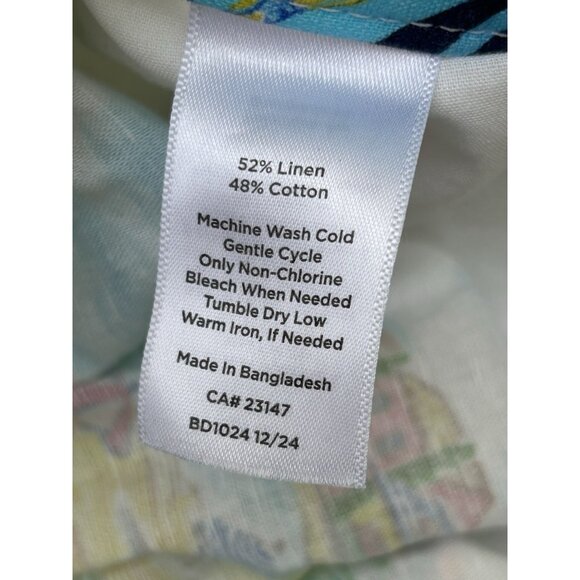 52% Linen
48% Cotton
Machine Wash Cold
Gentle Cycle
Only Non-Chlorine
Bleach When Needed
Tumble Dry Low
Warm Iron, If Needed
Made In Bangladesh
CA# 23147
BD1024 12/24